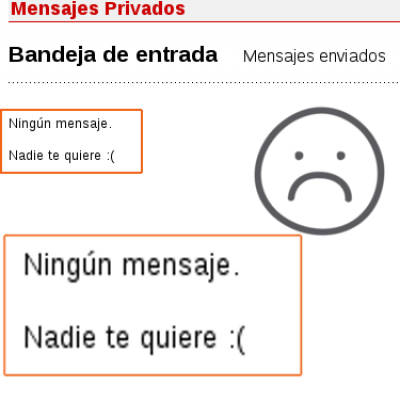 Mensajes Privados
Bandeja de entrada Mensajes enviados
Ningún mensaje.
Nadie te quiere :(
Ningún mensaje.
Nadie te quiere :(